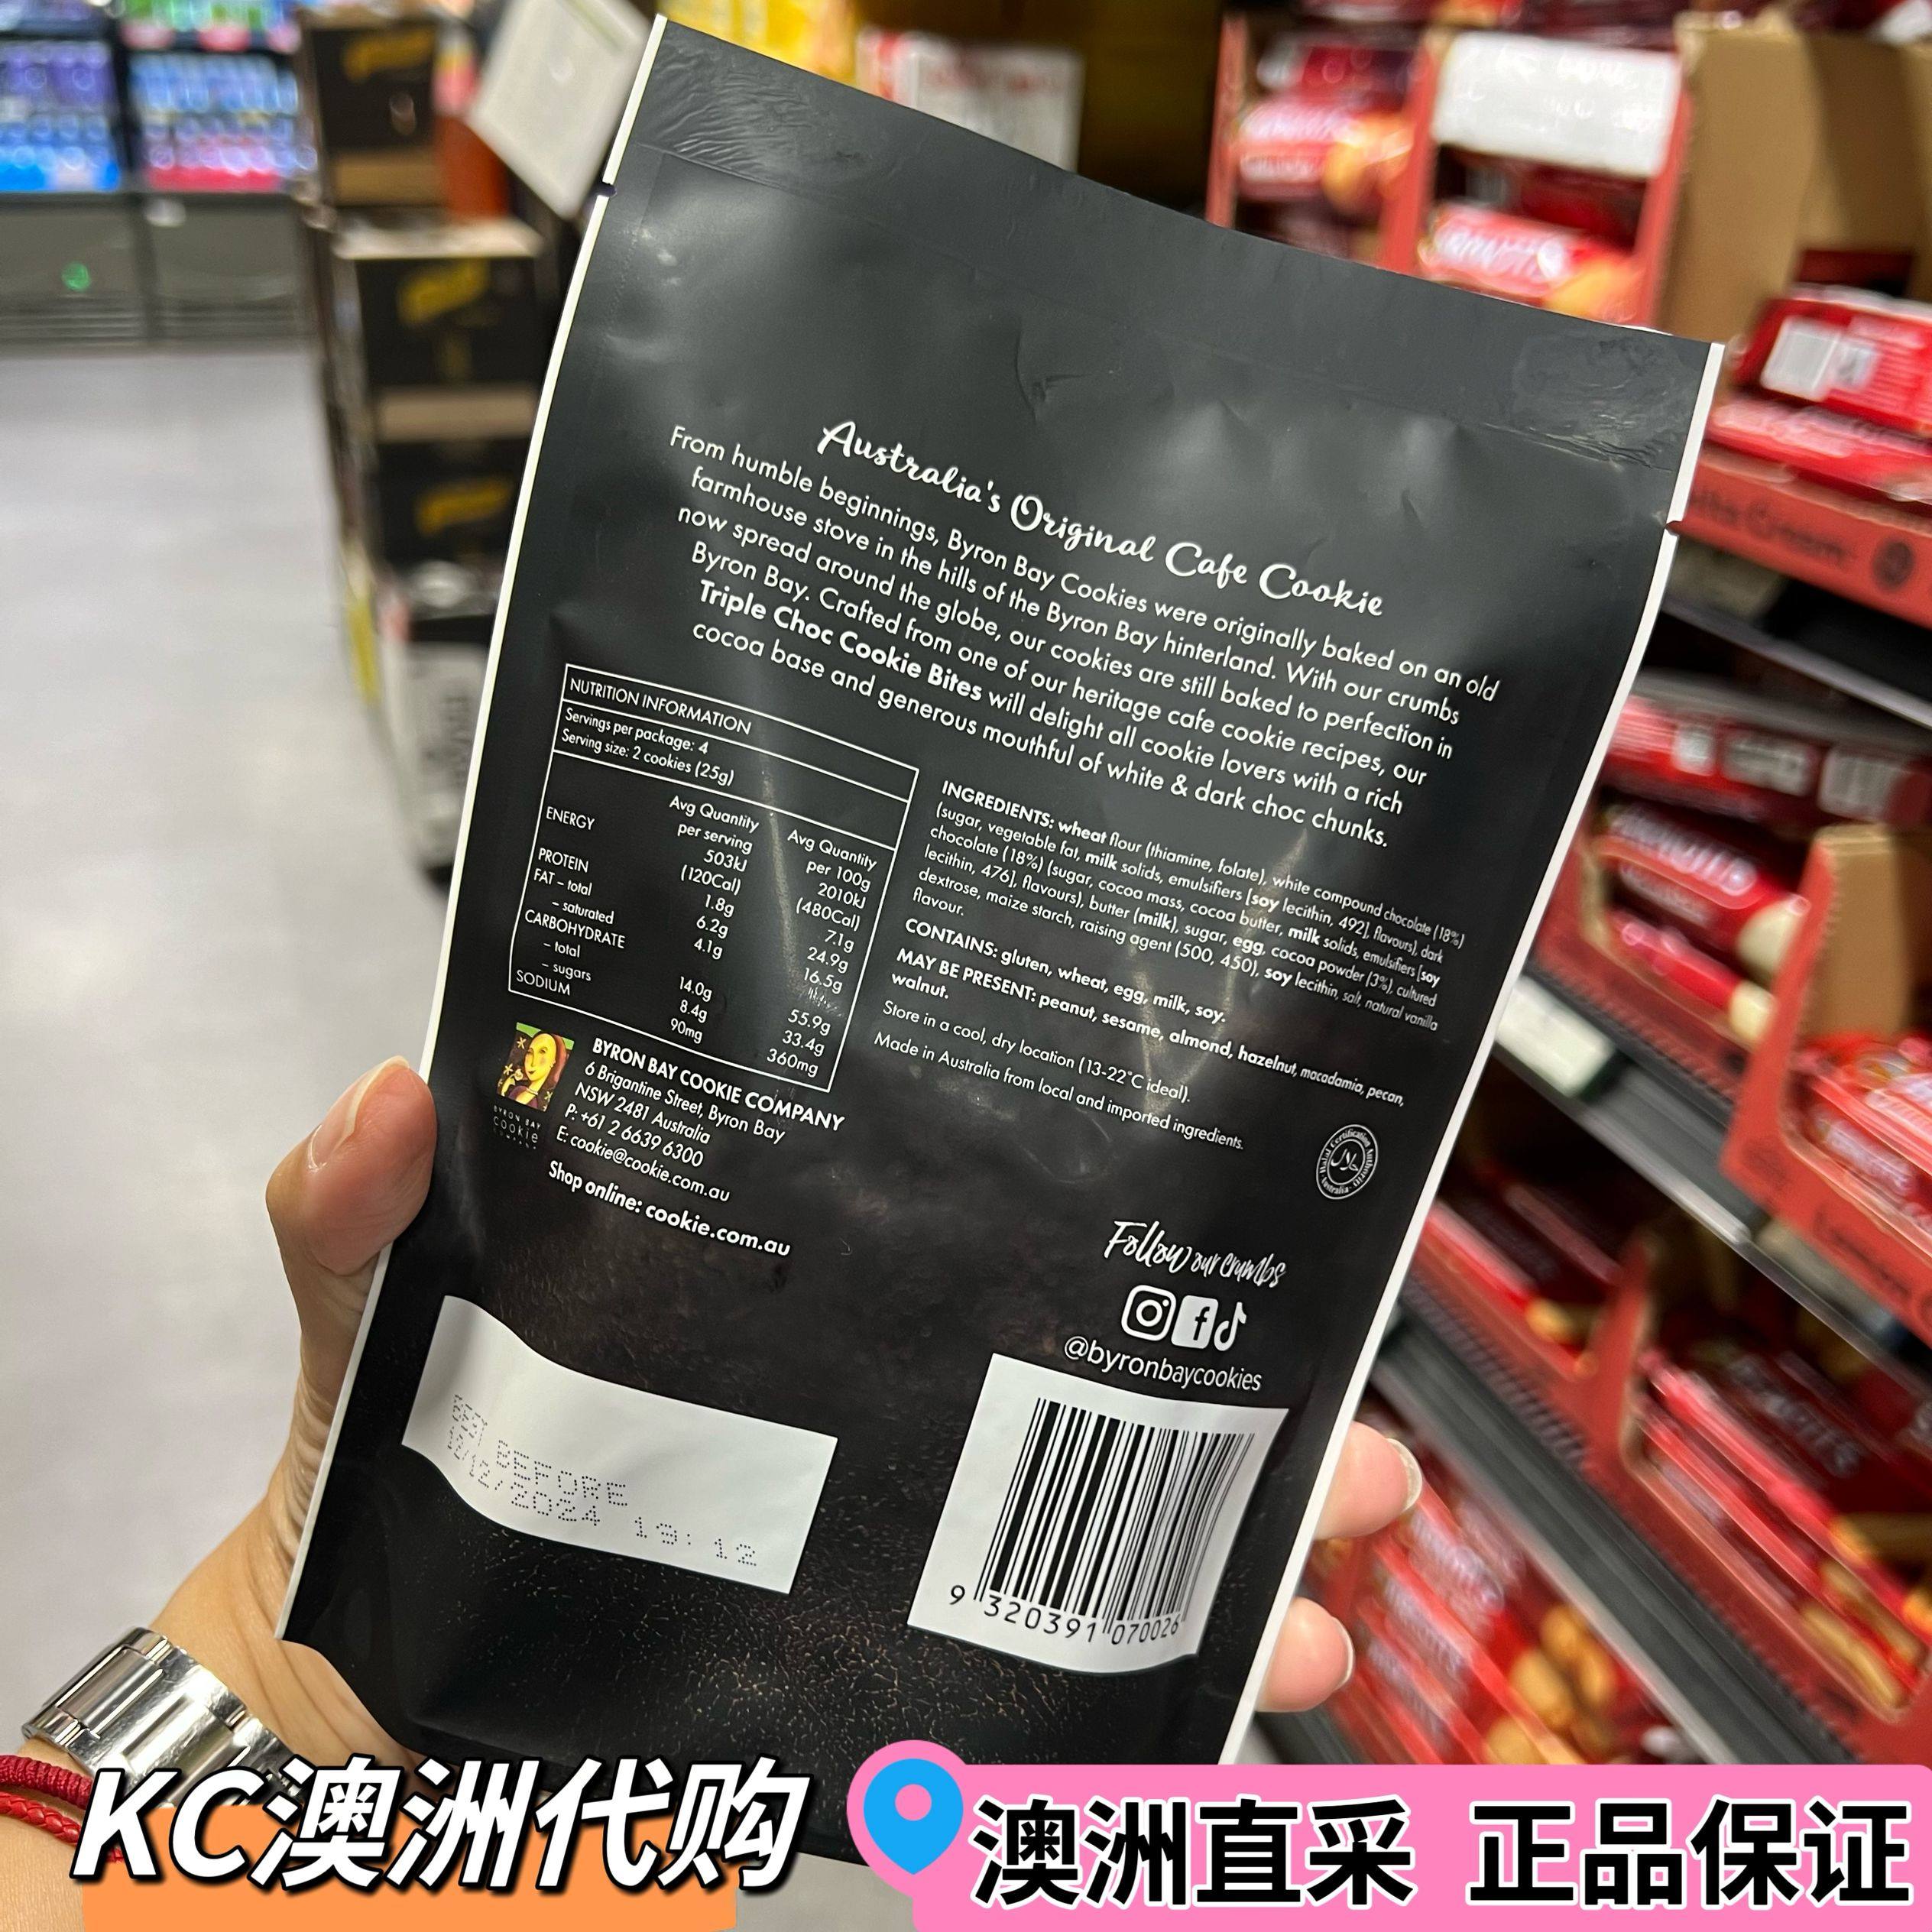 Australia's Original Cafe Cookie
From humble beginnings, Byron Bay Cookies were originally baked on an old
farmhouse stove in the hills of the Byron Bay hinterland. With our crumbs
now spread around the globe, our cookies are still baked to perfection in
Byron Bay. Crafted from one of our heritage cafe cookie recipes, our
Triple Choc Cookie Bites will delight all cookie lovers with a rich
cocoa base and generous mouthful of white & dark choc chunks.
NUTRITION INFORMATION
Servings per package: 4
Serving size: 2 cookies (25g)
Avg Quantity per serving Avg Quantity per 100g
ENERGY 503kJ 2010kJ
(120Cal) (480Cal)
PROTEIN 1.8g 7.1g
FAT – total 6.2g 24.9g
– saturated 4.1g 16.5g
CARBOHYDRATE
– total 14.0g 55.9g
– sugars 8.4g 33.4g
SODIUM 90mg 360mg
INGREDIENTS: wheat flour (thiamine, folate), white compound chocolate (18%)
(sugar, vegetable fat, milk solids, emulsifiers [soy lecithin, 492], flavours), dark
chocolate (18%) (sugar, cocoa mass, cocoa butter, milk solids, emulsifiers [soy
lecithin, 476], flavours), butter (milk), sugar, egg, cocoa powder (3%), cultured
dextrose, maize starch, raising agent (500, 450), soy lecithin, salt, natural vanilla
flavour.
CONTAINS: gluten, wheat, egg, milk, soy.
MAY BE PRESENT: peanut, sesame, almond, hazelnut, macadamia, pecan,
walnut.
Store in a cool, dry location (13-22°C ideal).
Made in Australia from local and imported ingredients.
BYRON BAY
cookie
COMPANY
BYRON BAY COOKIE COMPANY
6 Brigantine Street, Byron Bay
NSW 2481 Australia
P: +61 2 6639 6300
E: cookie@cookie.com.au
Shop online: cookie.com.au
Halal Certification Authority Australia
Follow our crumbs
@byronbaycookies
BEST BEFORE
12/12/2024 19:12
9 320391 070026
KC澳洲代购
澳洲直采 正品保证